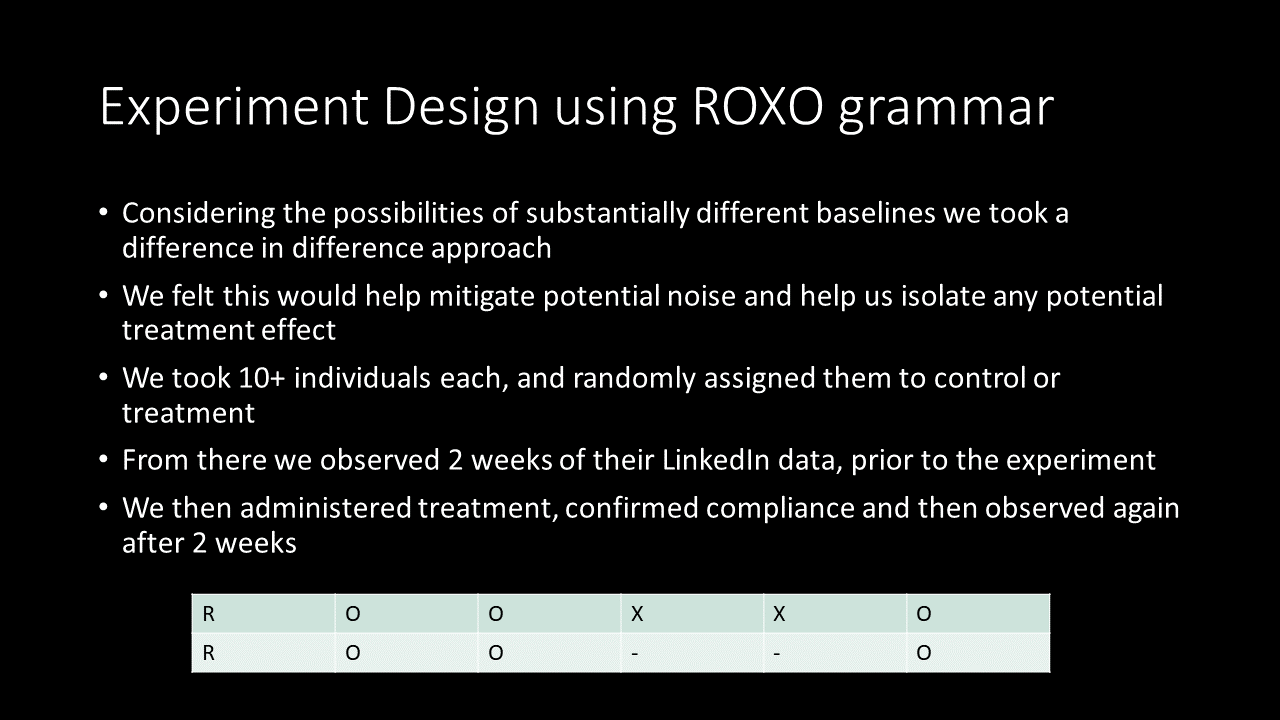 Experiment Design using ROXO grammar
• Considering the possibilities of substantially different baselines we took a
difference in difference approach
• We felt this would help mitigate potential noise and help us isolate any potential
treatment effect
• We took 10+ individuals each, and randomly assigned them to control or
treatment
• From there we observed 2 weeks of their LinkedIn data, prior to the experiment
• We then administered treatment, confirmed compliance and then observed again
after 2 weeks
R O O X X O
R O O - - O